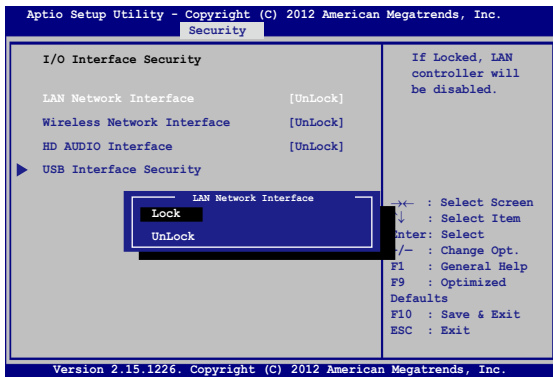 Aptio Setup Utility - Copyright (C) 2012 American Megatrends, Inc.
Security
I/O Interface Security
LAN Network Interface [UnLock]
Wireless Network Interface [UnLock]
HD AUDIO Interface [UnLock]
USB Interface Security
If Locked, LAN
controller will
be disabled.
LAN Network Interface
Lock
UnLock
→← : Select Screen
↑↓ : Select Item
Enter: Select
+/— : Change Opt.
F1 : General Help
F9 : Optimized
Defaults
F10 : Save & Exit
ESC : Exit
Version 2.15.1226. Copyright (C) 2012 American Megatrends, Inc.